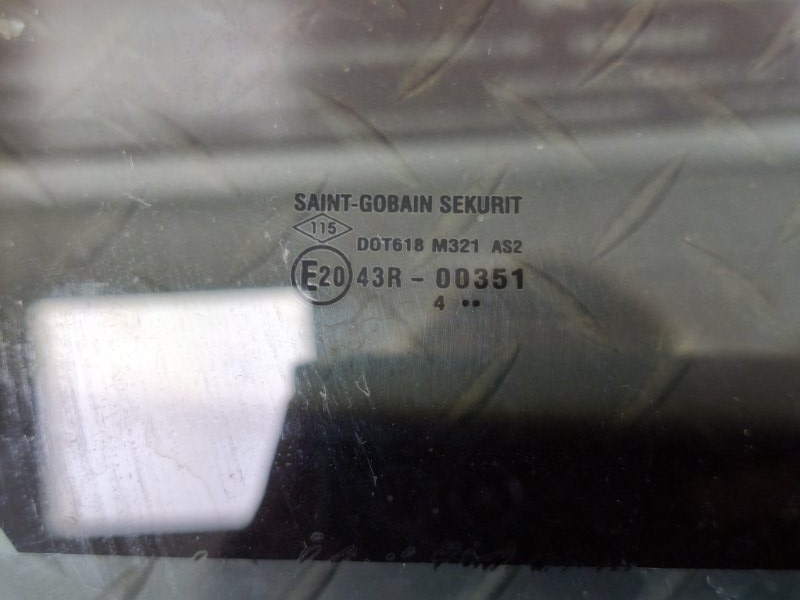 SAINT-GOBAIN SEKURIT
115
DOT618 M321 AS2
E20 43R - 00351
4 ••